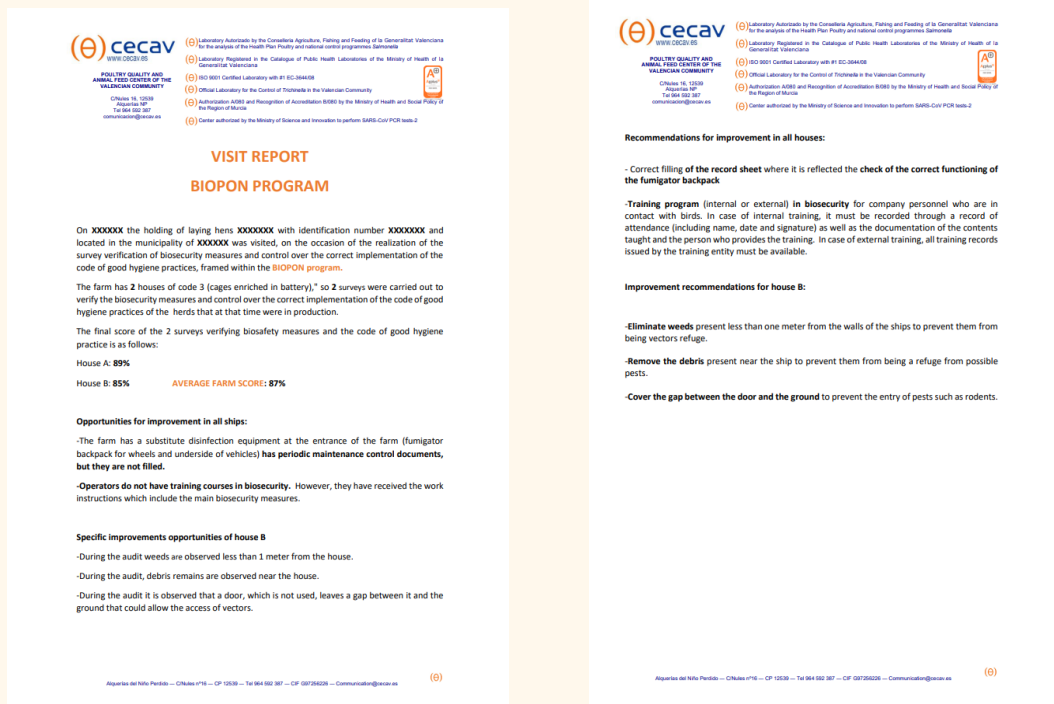 (θ) cecav
www.cecav.es
POULTRY QUALITY AND
ANIMAL FEED CENTER OF THE
VALENCIAN COMMUNITY
C/Nules 16, 12539
Alquerías NP
Tel 964 592 387
comunicacion@cecav.es
(θ) Laboratory Autorizado by the Conselleria Agriculture, Fishing and Feeding of la Generalitat Valenciana
for the analysis of the Health Plan Poultry and national control programmes Salmonella
(θ) Laboratory Registered in the Catalogue of Public Health Laboratories of the Ministry of Health of la
Generalitat Valenciana
(θ) ISO 9001 Certified Laboratory with #1 EC-3644/08
(θ) Official Laboratory for the Control of Trichinella in the Valencian Community
(θ) Authorization A/080 and Recognition of Accreditation B/080 by the Ministry of Health and Social Policy of
the Region of Murcia
(θ) Center authorized by the Ministry of Science and Innovation to perform SARS-CoV PCR tests-2
VISIT REPORT
BIOPON PROGRAM
On XXXXXX the holding of laying hens XXXXXXX with identification number XXXXXXX and
located in the municipality of XXXXXX was visited, on the occasion of the realization of the
survey verification of biosecurity measures and control over the correct implementation of the
code of good hygiene practices, framed within the BIOPON program.
The farm has 2 houses of code 3 (cages enriched in battery)," so 2 surveys were carried out to
verify the biosecurity measures and control over the correct implementation of the code of good
hygiene practices of the herds that at that time were in production.
The final score of the 2 surveys verifying biosafety measures and the code of good hygiene
practice is as follows:
House A: 89%
House B: 85% AVERAGE FARM SCORE: 87%
Opportunities for improvement in all ships:
-The farm has a substitute disinfection equipment at the entrance of the farm (fumigator
backpack for wheels and underside of vehicles) has periodic maintenance control documents,
but they are not filled.
-Operators do not have training courses in biosecurity. However, they have received the work
instructions which include the main biosecurity measures.
Specific improvements opportunities of house B
-During the audit weeds are observed less than 1 meter from the house.
-During the audit, debris remains are observed near the house.
-During the audit it is observed that a door, which is not used, leaves a gap between it and the
ground that could allow the access of vectors.
(θ)
Alquerías del Niño Perdido — C/Nules nº16 — CP 12539 — Tel 964 592 387 — CIF G97256226 — Communication@cecav.es
(θ) cecav
www.cecav.es
POULTRY QUALITY AND
ANIMAL FEED CENTER OF THE
VALENCIAN COMMUNITY
C/Nules 16, 12539
Alquerías NP
Tel 964 592 387
comunicacion@cecav.es
(θ) Laboratory Autorizado by the Conselleria Agriculture, Fishing and Feeding of la Generalitat Valenciana
for the analysis of the Health Plan Poultry and national control programmes Salmonella
(θ) Laboratory Registered in the Catalogue of Public Health Laboratories of the Ministry of Health of la
Generalitat Valenciana
(θ) ISO 9001 Certified Laboratory with #1 EC-3644/08
(θ) Official Laboratory for the Control of Trichinella in the Valencian Community
(θ) Authorization A/080 and Recognition of Accreditation B/080 by the Ministry of Health and Social Policy of
the Region of Murcia
(θ) Center authorized by the Ministry of Science and Innovation to perform SARS-CoV PCR tests-2
Recommendations for improvement in all houses:
- Correct filling of the record sheet where it is reflected the check of the correct functioning of
the fumigator backpack
-Training program (internal or external) in biosecurity for company personnel who are in
contact with birds. In case of internal training, it must be recorded through a record of
attendance (including name, date and signature) as well as the documentation of the contents
taught and the person who provides the training. In case of external training, all training records
issued by the training entity must be available.
Improvement recommendations for house B:
-Eliminate weeds present less than one meter from the walls of the ships to prevent them from
being vectors refuge.
-Remove the debris present near the ship to prevent them from being a refuge from possible
pests.
-Cover the gap between the door and the ground to prevent the entry of pests such as rodents.
(θ)
Alquerías del Niño Perdido — C/Nules nº16 — CP 12539 — Tel 964 592 387 — CIF G97256226 — Communication@cecav.es